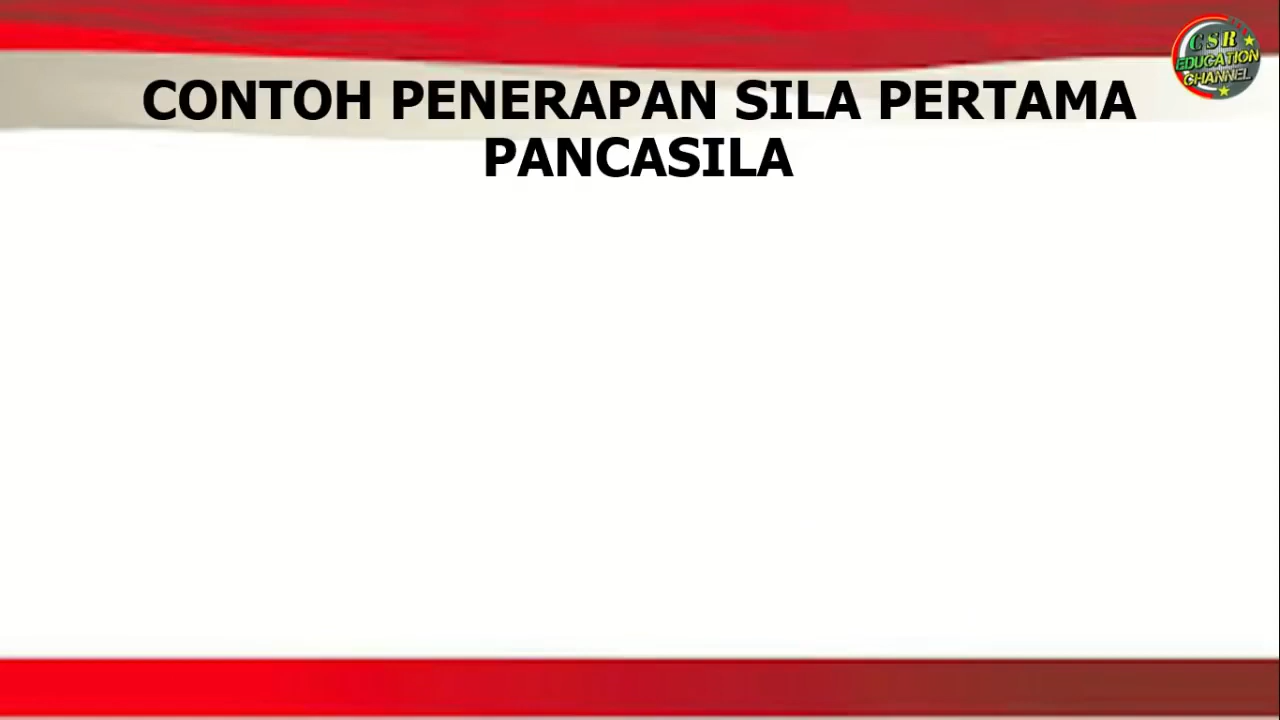 CONTOH PENERAPAN SILA PERTAMA
PANCASILA
CSR
EDUCATION
CHANNEL